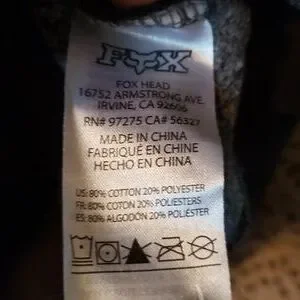 FOX
FOX HEAD
16752 ARMSTRONG AVE.
IRVINE, CA 92606
RN# 97275 CA# 56327
MADE IN CHINA
FABRIQUÉ EN CHINE
HECHO EN CHINA
US: 80% COTTON 20% POLYESTER
FR: 80% COTON 20% POLYESTERS
ES: 80% ALGODÓN 20% POLIÉSTER